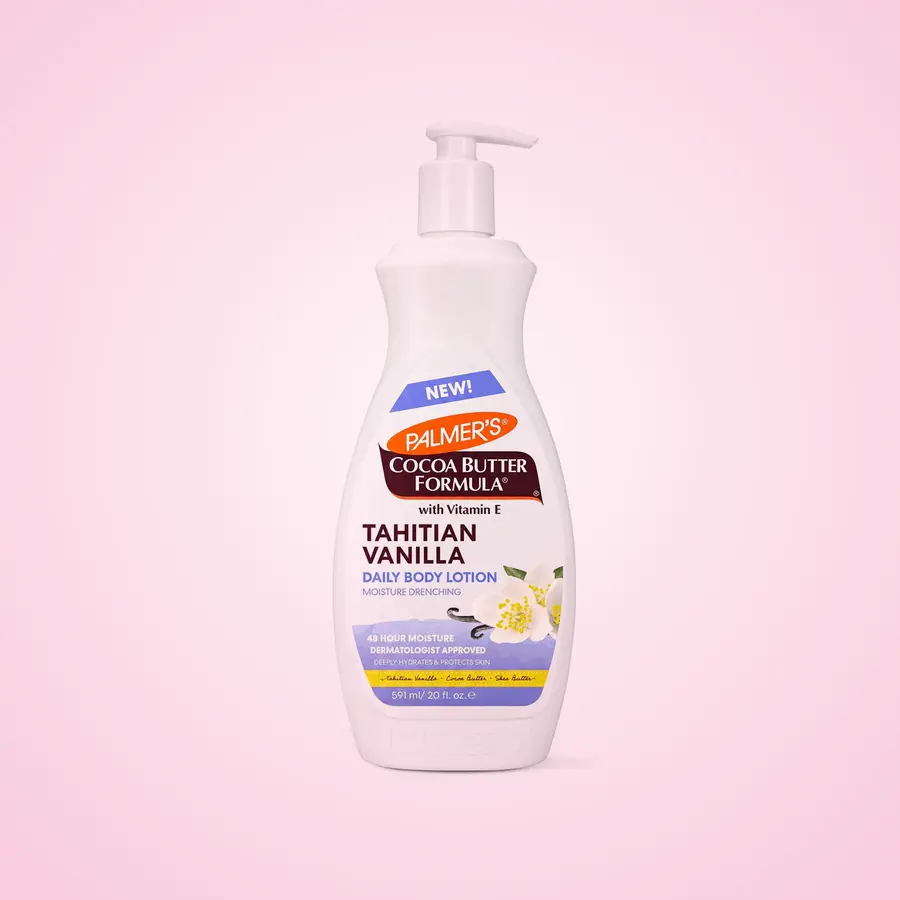 NEW!
PALMER'S®
COCOA BUTTER
FORMULA®
with Vitamin E
TAHITIAN
VANILLA
DAILY BODY LOTION
MOISTURE DRENCHING
48 HOUR MOISTURE
DERMATOLOGIST APPROVED
DEEPLY HYDRATES & PROTECTS SKIN
Tahitian Vanilla · Cocoa Butter · Shea Butter
591 ml/ 20 fl. oz. ℮